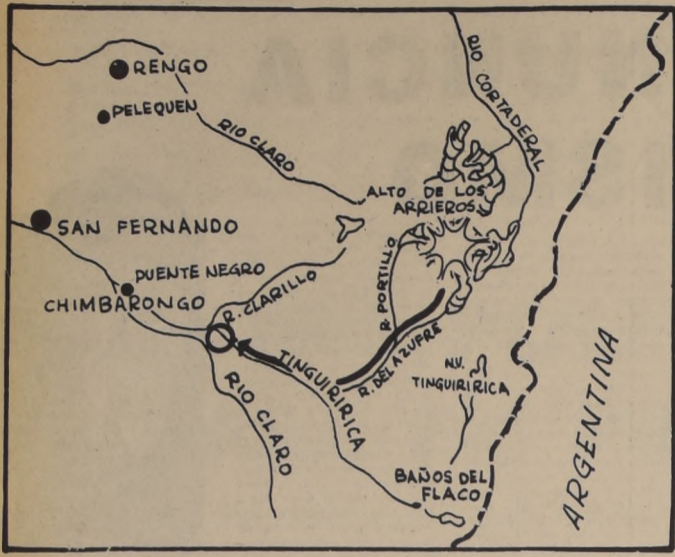 RENGO
PELEQUEN
RIO CLARO
RIO CORTADERAL
ALTO DE LOS
ARRIEROS
SAN FERNANDO
PUENTE NEGRO
CHIMBARONGO
R. CLARILLO
R. PORTILLO
R. DEL AZUFRE
TINGUIRIRICA
N.V.
TINGUIRIRICA
RIO CLARO
BAÑOS DEL
FLACO
ARGENTINA